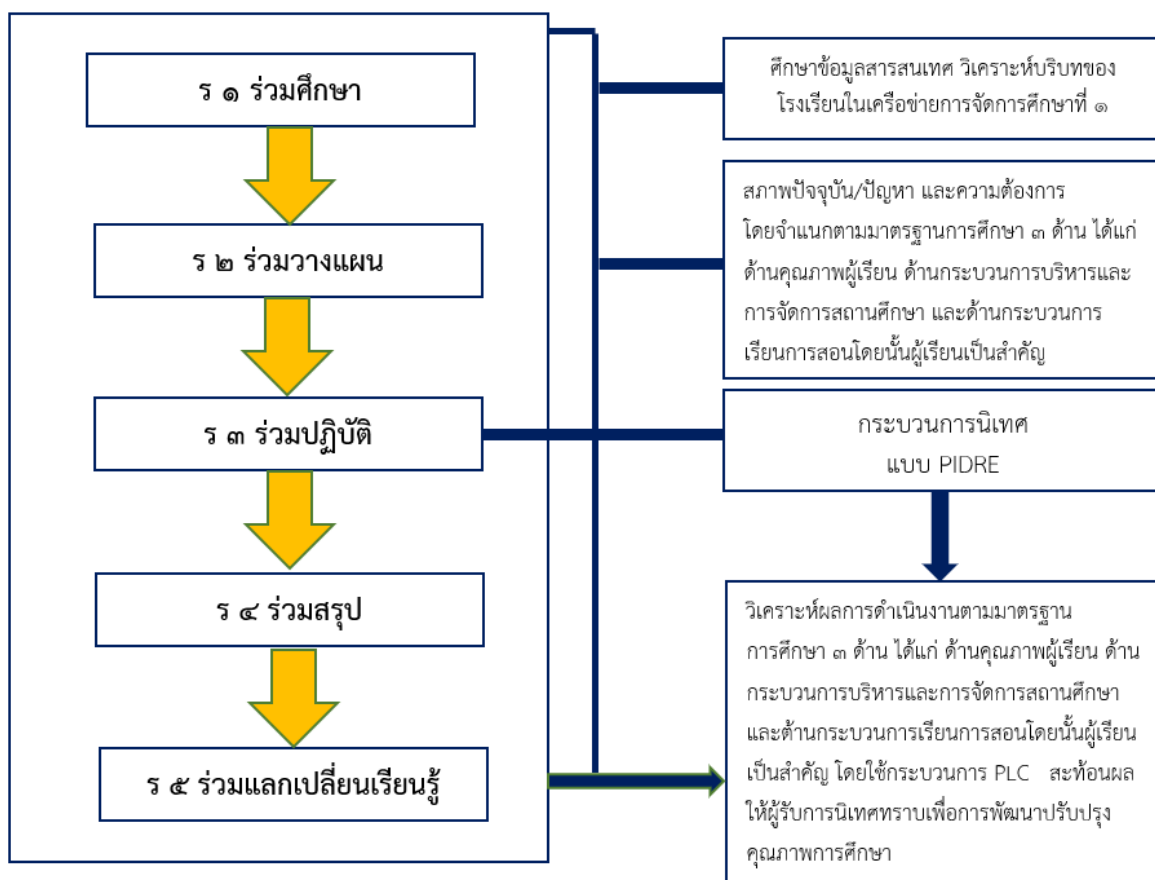 ร ๑ ร่วมศึกษา
ร ๒ ร่วมวางแผน
ร ๓ ร่วมปฏิบัติ
ร ๔ ร่วมสรุป
ร ๕ ร่วมแลกเปลี่ยนเรียนรู้
ศึกษาข้อมูลสารสนเทศ วิเคราะห์บริบทของ
โรงเรียนในเครือข่ายการจัดการศึกษาที่ ๑
สภาพปัจจุบัน/ปัญหา และความต้องการ
โดยจำแนกตามมาตรฐานการศึกษา ๓ ด้าน ได้แก่
ด้านคุณภาพผู้เรียน ด้านกระบวนการบริหารและ
การจัดการสถานศึกษา และด้านกระบวนการ
เรียนการสอนโดยนั้นผู้เรียนเป็นสำคัญ
กระบวนการนิเทศ
แบบ PIDRE
วิเคราะห์ผลการดำเนินงานตามมาตรฐาน
การศึกษา ๓ ด้าน ได้แก่ ด้านคุณภาพผู้เรียน ด้าน
กระบวนการบริหารและการจัดการสถานศึกษา
และต้านกระบวนการเรียนการสอนโดยนั้นผู้เรียน
เป็นสำคัญ โดยใช้กระบวนการ PLC สะท้อนผล
ให้ผู้รับการนิเทศทราบเพื่อการพัฒนาปรับปรุง
คุณภาพการศึกษา